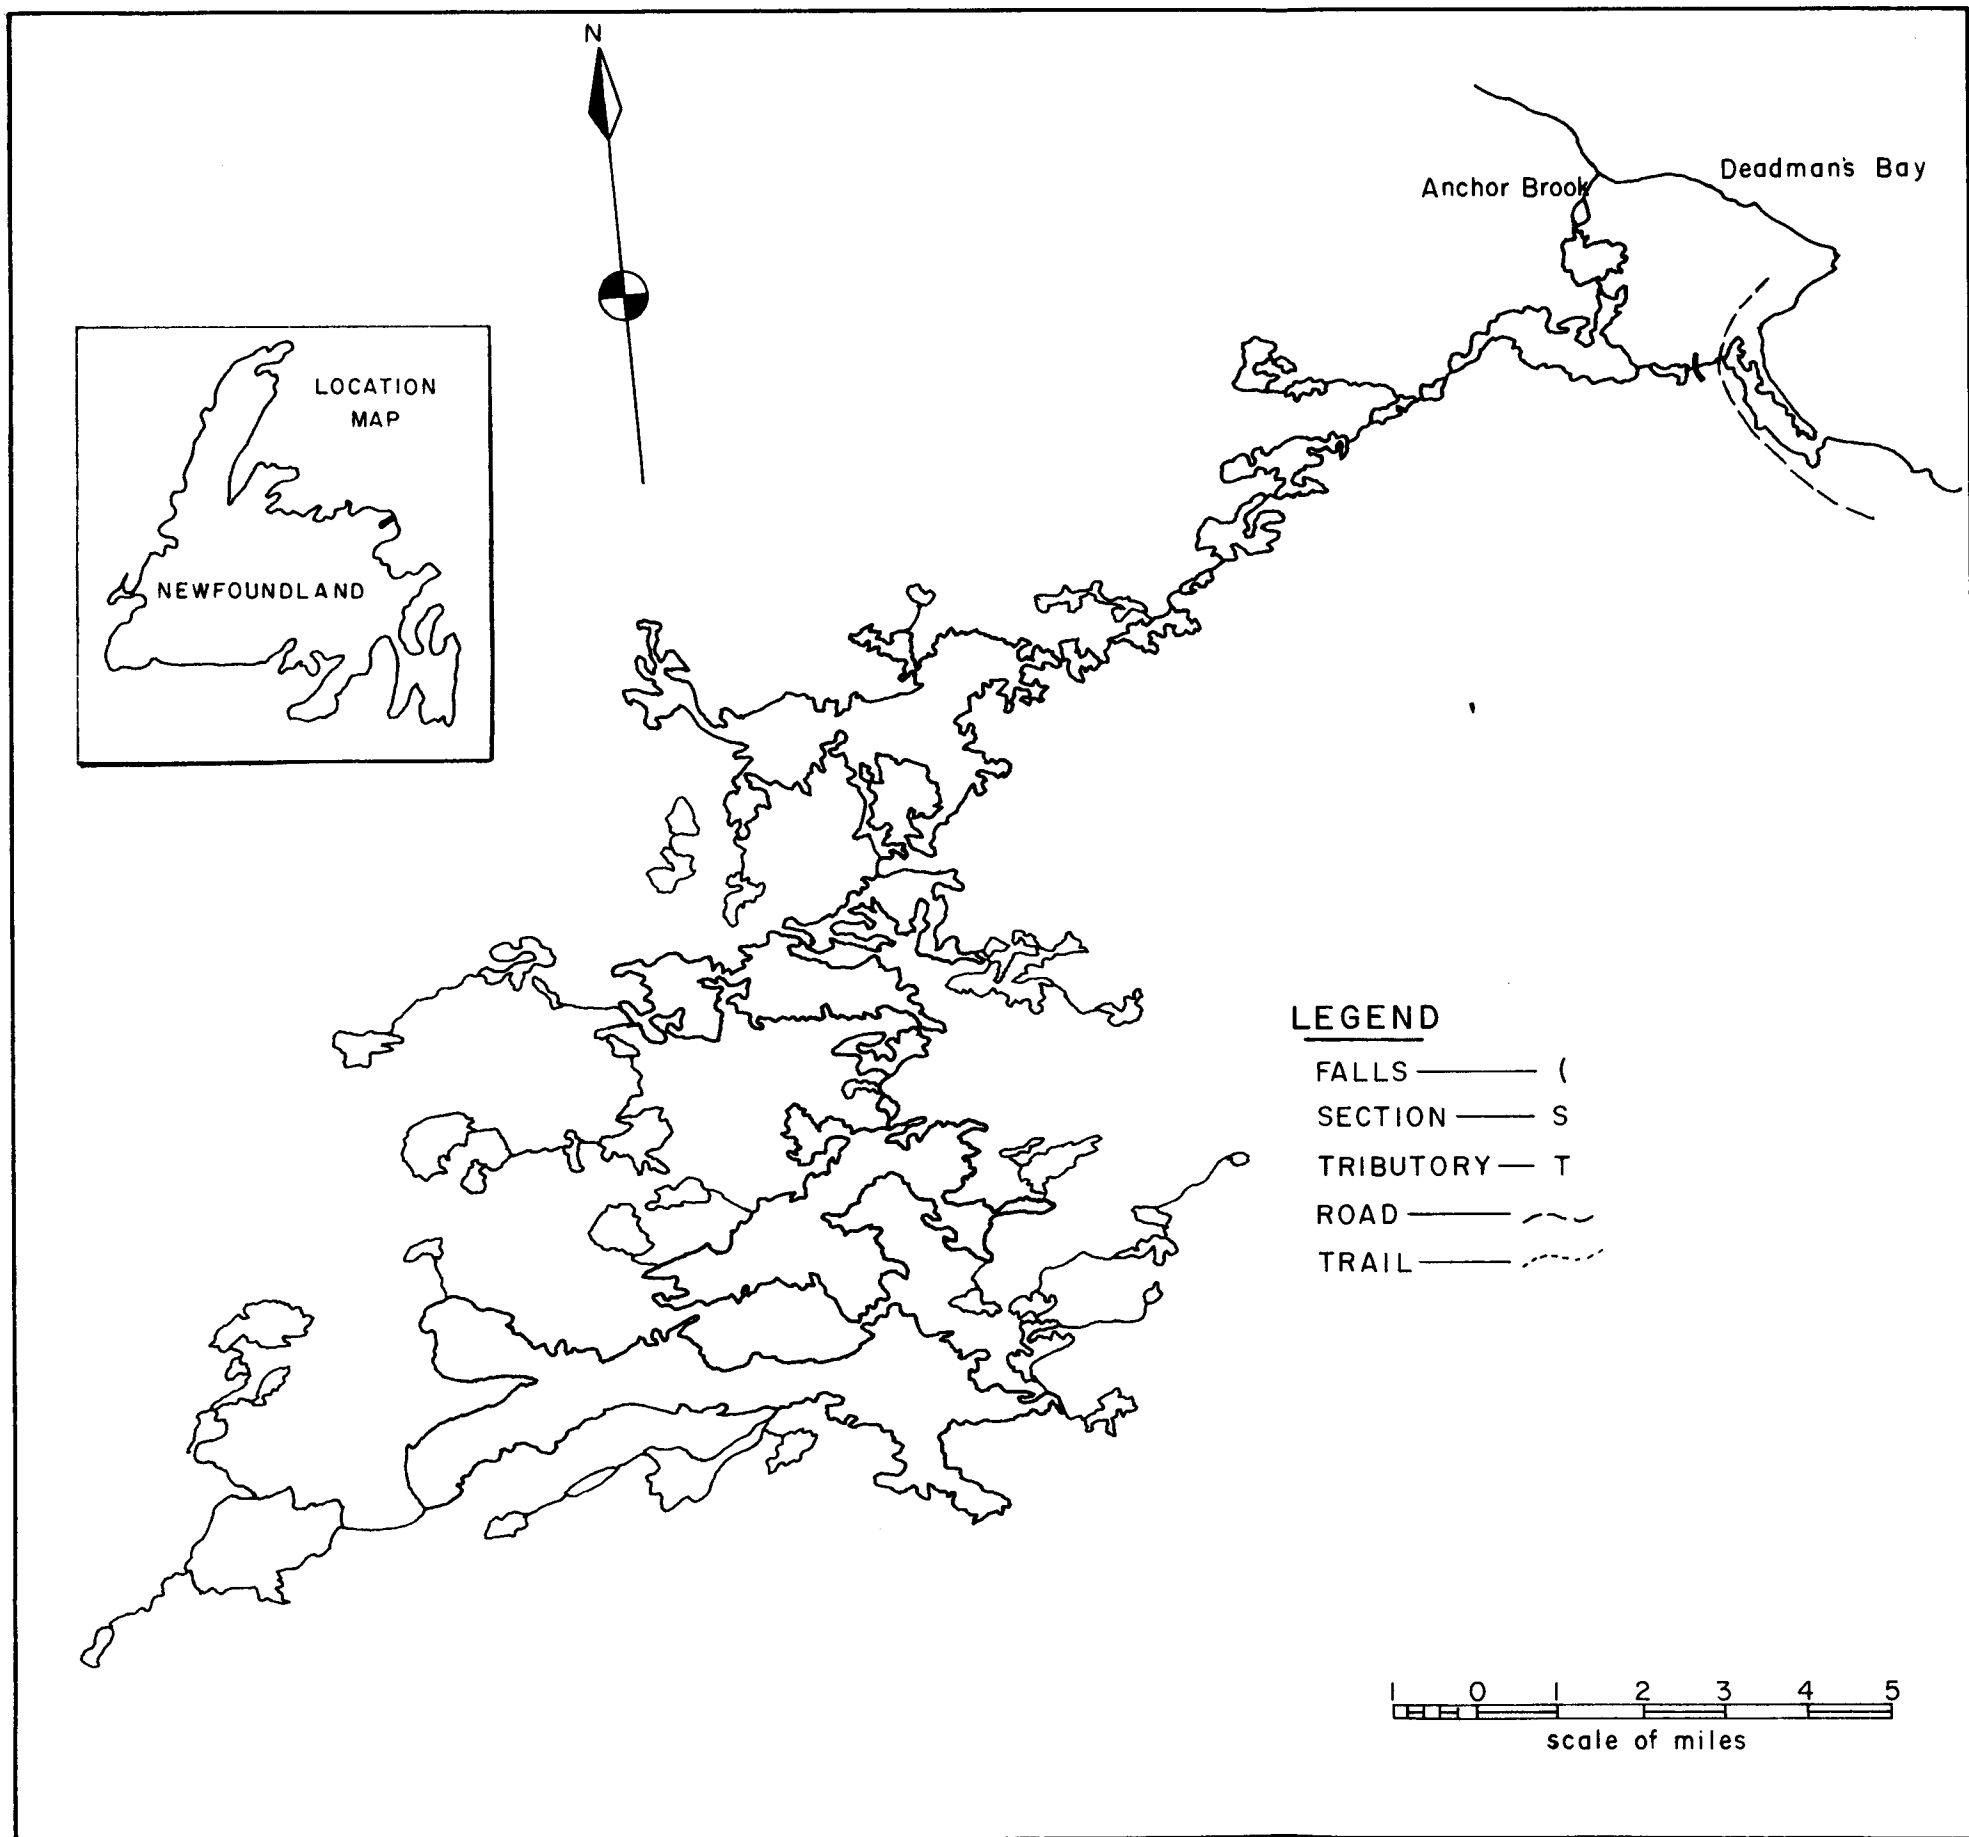 N
Anchor Brook
Deadman's Bay
LOCATION
MAP
NEWFOUNDLAND
LEGEND
FALLS (
SECTION S
TRIBUTORY T
ROAD
TRAIL
1 0 1 2 3 4 5
scale of miles